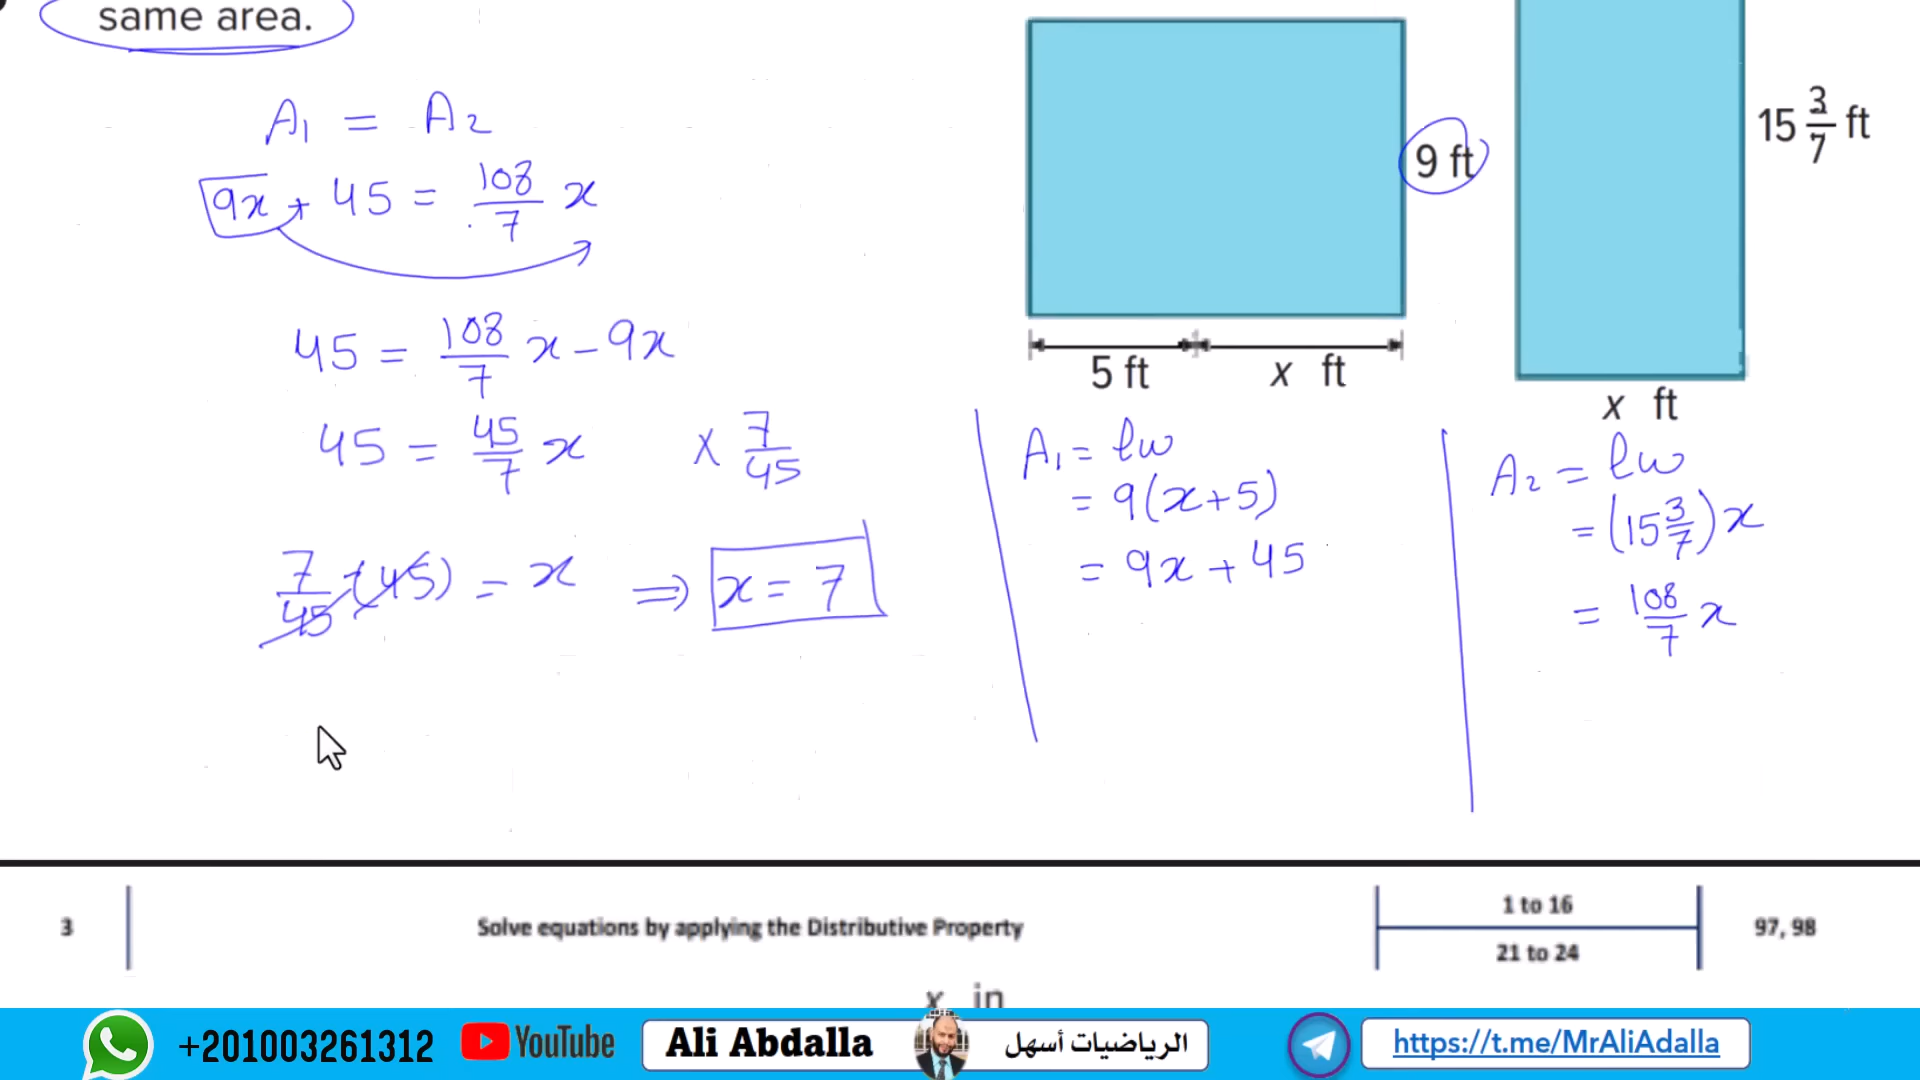 same area.
A₁ = A₂
9x + 45 = 108/7 x
45 = 108/7 x - 9x
45 = 45/7 x × 7/45
7/45 · (45) = x ⇒ x = 7
9 ft
5 ft x ft
15 3/7 ft
x ft
A₁ = lw
= 9(x+5)
= 9x + 45
A₂ = lw
= (15 3/7) x
= 108/7 x
3 Solve equations by applying the Distributive Property 1 to 16 97, 98
21 to 24
x in
+201003261312 YouTube Ali Abdalla الرياضيات أسهل https://t.me/MrAliAdalla